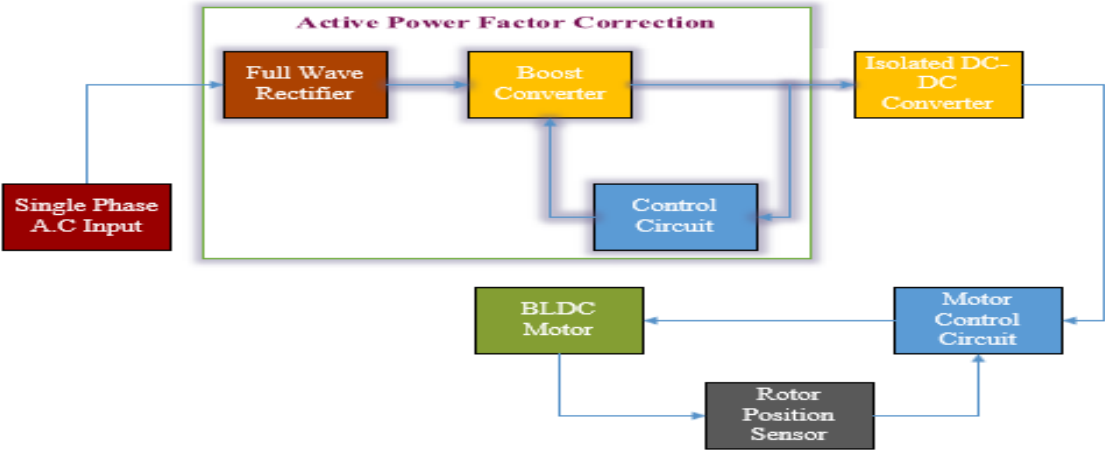 Active Power Factor Correction
Full Wave
Rectifier
Boost
Converter
Isolated DC-
DC
Converter
Single Phase
A.C Input
Control
Circuit
BLDC
Motor
Motor
Control
Circuit
Rotor
Position
Sensor